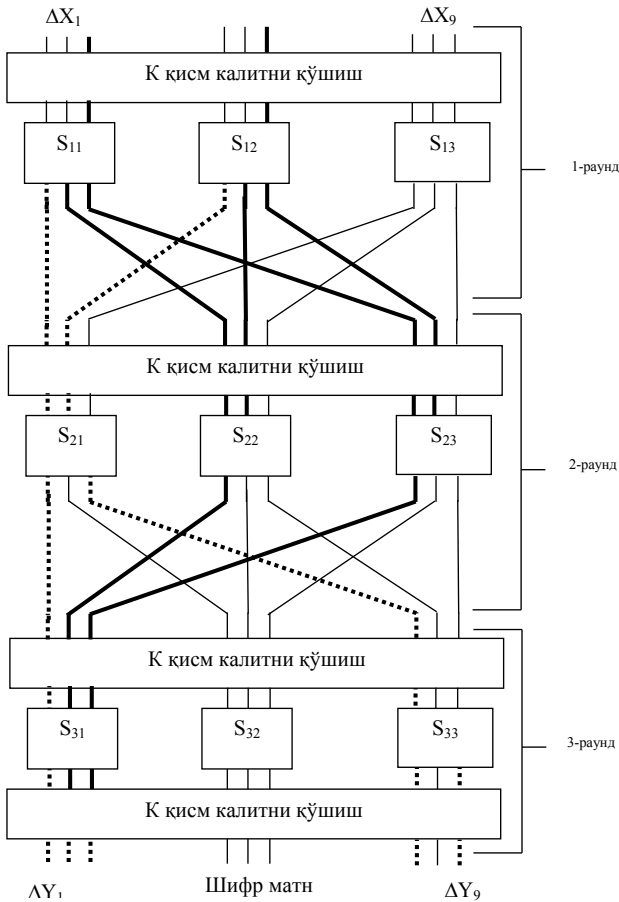 ΔX₁ ΔX₉
К қисм калитни қўшиш
S₁₁ S₁₂ S₁₃
1-раунд
К қисм калитни қўшиш
S₂₁ S₂₂ S₂₃
2-раунд
К қисм калитни қўшиш
S₃₁ S₃₂ S₃₃
3-раунд
К қисм калитни қўшиш
ΔY₁ Шифр матн ΔY₉